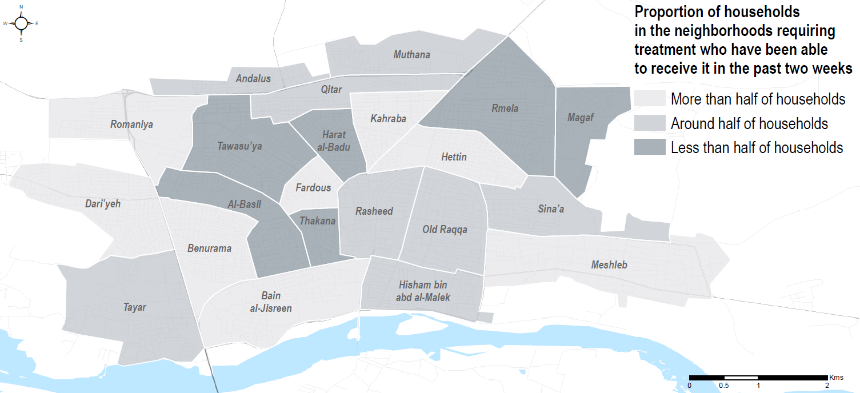 N
W
E
S
Proportion of households
in the neighborhoods requiring
treatment who have been able
to receive it in the past two weeks
More than half of households
Around half of households
Less than half of households
Muthana
Andalus
Qitar
Romaniya
Kahraba
Rmela
Magaf
Tawasu'ya
Harat
al-Badu
Hettin
Fardous
Dari'yeh
Al-Basil
Thakana
Rasheed
Sina'a
Old Raqqa
Benurama
Meshleb
Hisham bin
abd al-Malek
Bain
al-Jisreen
Tayar
Kms
0
0.5
1
2